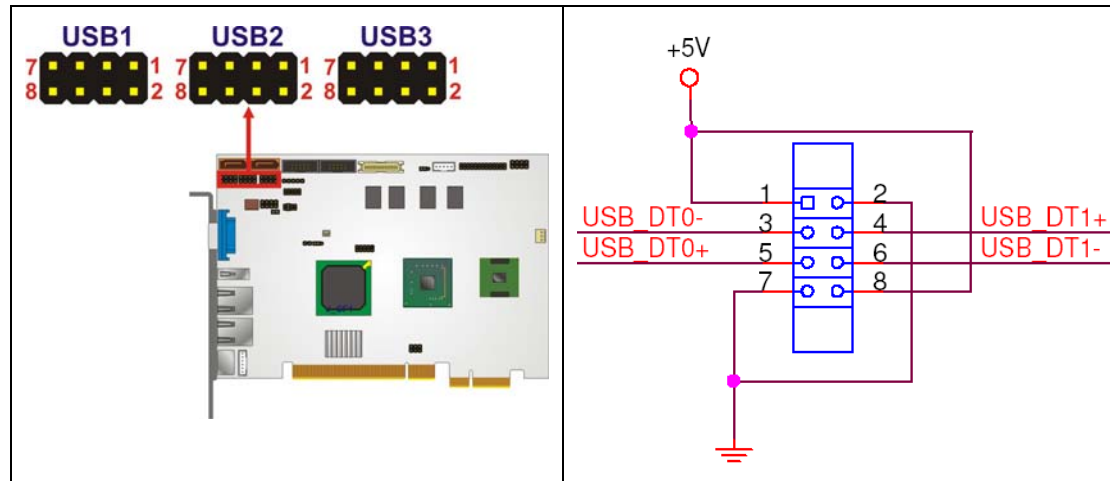 USB1 USB2 USB3
7 1 7 1 7 1
8 2 8 2 8 2
+5V
1 2
USB_DT0- 3 4 USB_DT1+
USB_DT0+ 5 6 USB_DT1-
7 8